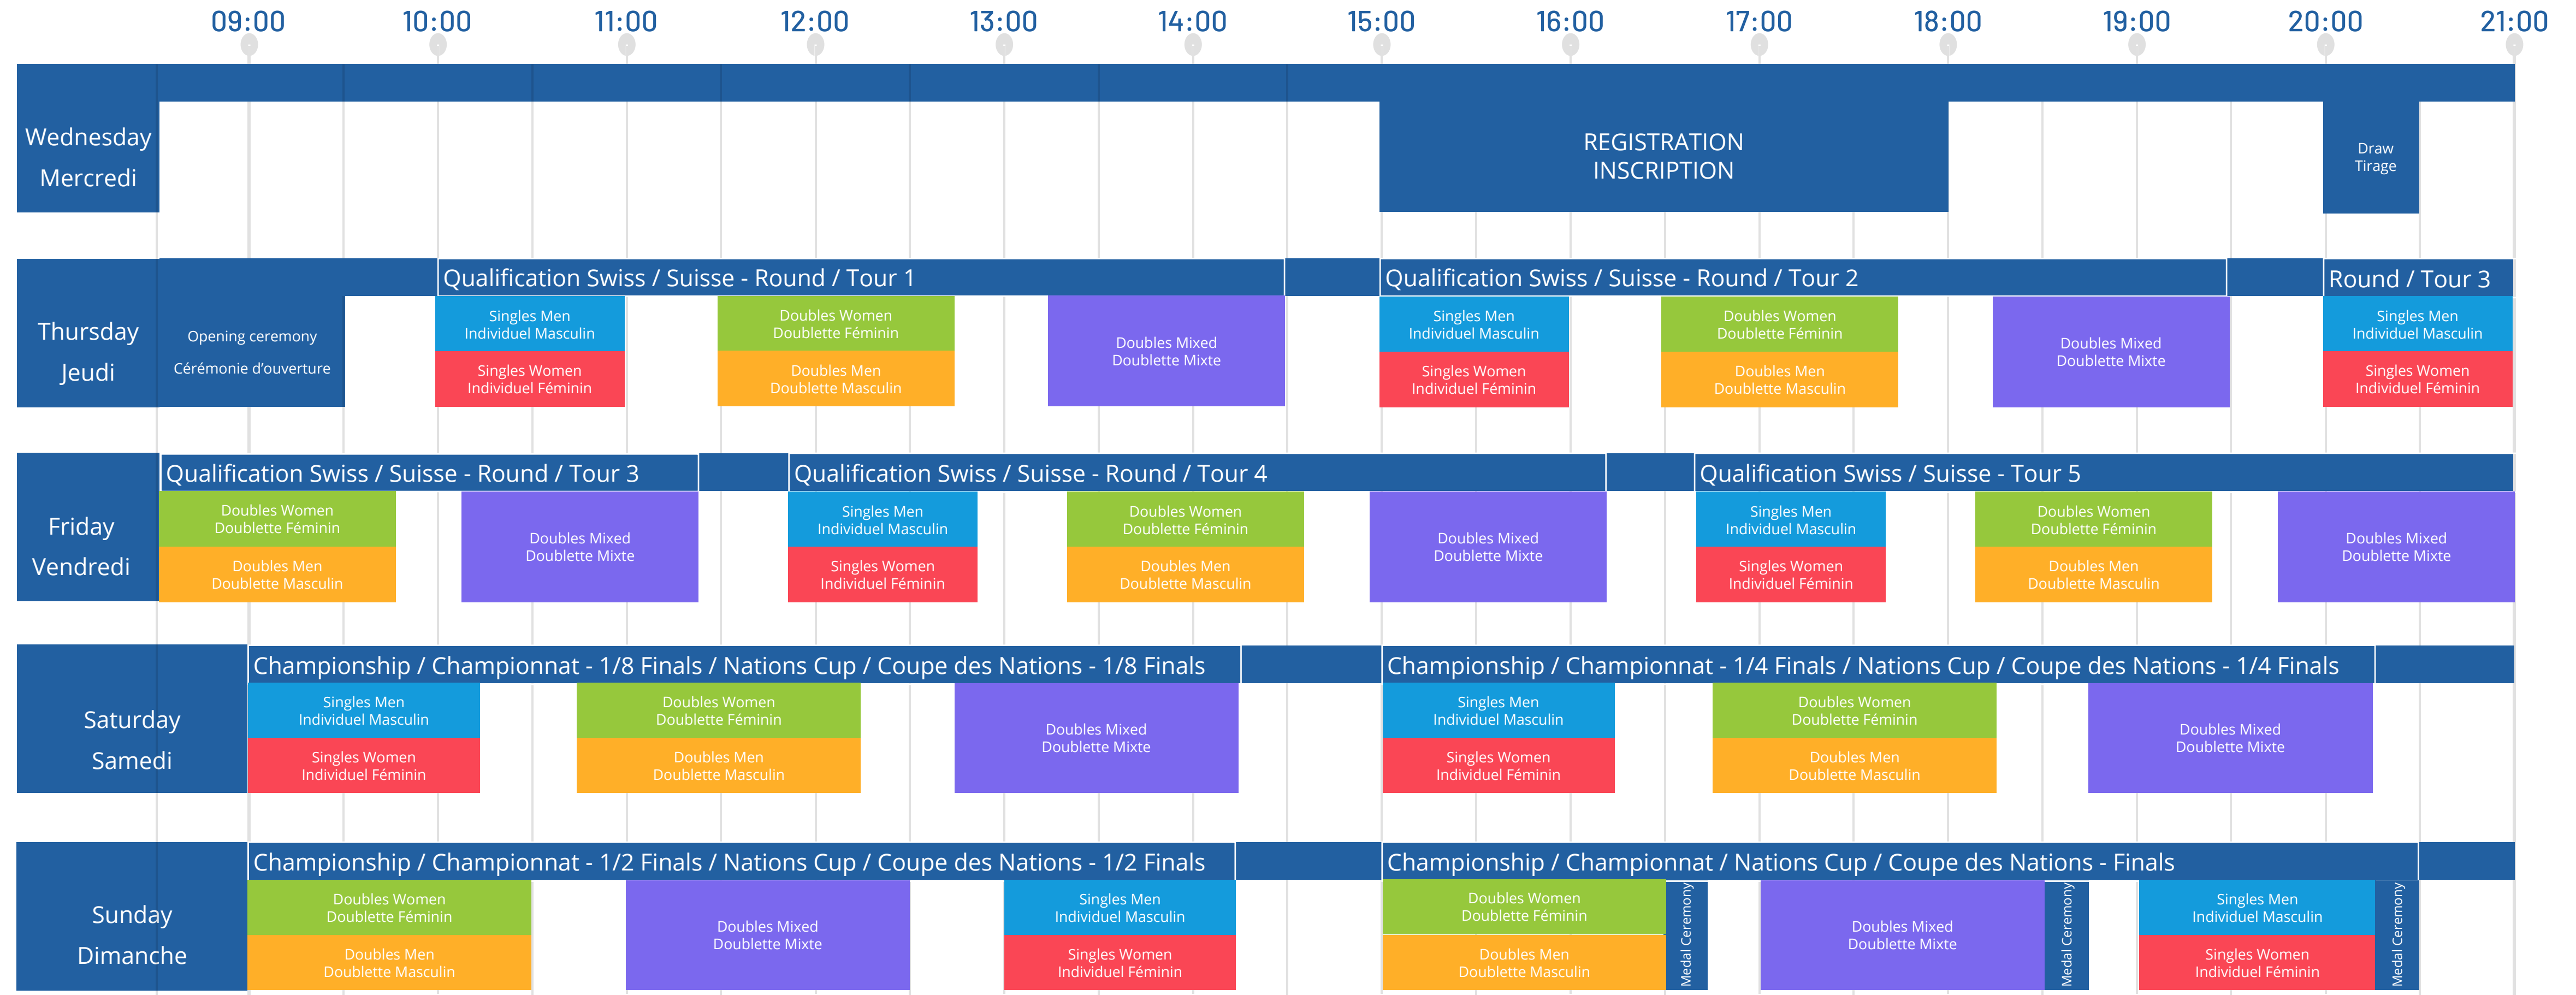 09:00 10:00 11:00 12:00 13:00 14:00 15:00 16:00 17:00 18:00 19:00 20:00 21:00
Wednesday
Mercredi
REGISTRATION
INSCRIPTION
Draw
Tirage
Thursday
Jeudi
Opening ceremony
Cérémonie d'ouverture
Qualification Swiss / Suisse - Round / Tour 1
Singles Men
Individuel Masculin
Singles Women
Individuel Féminin
Doubles Women
Doublette Féminin
Doubles Men
Doublette Masculin
Doubles Mixed
Doublette Mixte
Qualification Swiss / Suisse - Round / Tour 2
Singles Men
Individuel Masculin
Singles Women
Individuel Féminin
Doubles Women
Doublette Féminin
Doubles Men
Doublette Masculin
Doubles Mixed
Doublette Mixte
Round / Tour 3
Singles Men
Individuel Masculin
Singles Women
Individuel Féminin
Friday
Vendredi
Qualification Swiss / Suisse - Round / Tour 3
Doubles Women
Doublette Féminin
Doubles Men
Doublette Masculin
Doubles Mixed
Doublette Mixte
Qualification Swiss / Suisse - Round / Tour 4
Singles Men
Individuel Masculin
Singles Women
Individuel Féminin
Doubles Women
Doublette Féminin
Doubles Men
Doublette Masculin
Doubles Mixed
Doublette Mixte
Qualification Swiss / Suisse - Tour 5
Singles Men
Individuel Masculin
Singles Women
Individuel Féminin
Doubles Women
Doublette Féminin
Doubles Men
Doublette Masculin
Doubles Mixed
Doublette Mixte
Saturday
Samedi
Championship / Championnat - 1/8 Finals / Nations Cup / Coupe des Nations - 1/8 Finals
Singles Men
Individuel Masculin
Singles Women
Individuel Féminin
Doubles Women
Doublette Féminin
Doubles Men
Doublette Masculin
Doubles Mixed
Doublette Mixte
Championship / Championnat - 1/4 Finals / Nations Cup / Coupe des Nations - 1/4 Finals
Singles Men
Individuel Masculin
Singles Women
Individuel Féminin
Doubles Women
Doublette Féminin
Doubles Men
Doublette Masculin
Doubles Mixed
Doublette Mixte
Sunday
Dimanche
Championship / Championnat - 1/2 Finals / Nations Cup / Coupe des Nations - 1/2 Finals
Doubles Women
Doublette Féminin
Doubles Men
Doublette Masculin
Doubles Mixed
Doublette Mixte
Singles Men
Individuel Masculin
Singles Women
Individuel Féminin
Championship / Championnat / Nations Cup / Coupe des Nations - Finals
Doubles Women
Doublette Féminin
Doubles Men
Doublette Masculin
Medal Ceremony
Doubles Mixed
Doublette Mixte
Medal Ceremony
Singles Men
Individuel Masculin
Singles Women
Individuel Féminin
Medal Ceremony